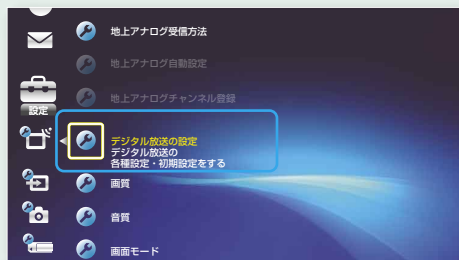 地上アナログ受信方法
地上アナログ自動設定
地上アナログチャンネル登録
設定
デジタル放送の設定
デジタル放送の
各種設定・初期設定をする
画質
音質
画面モード